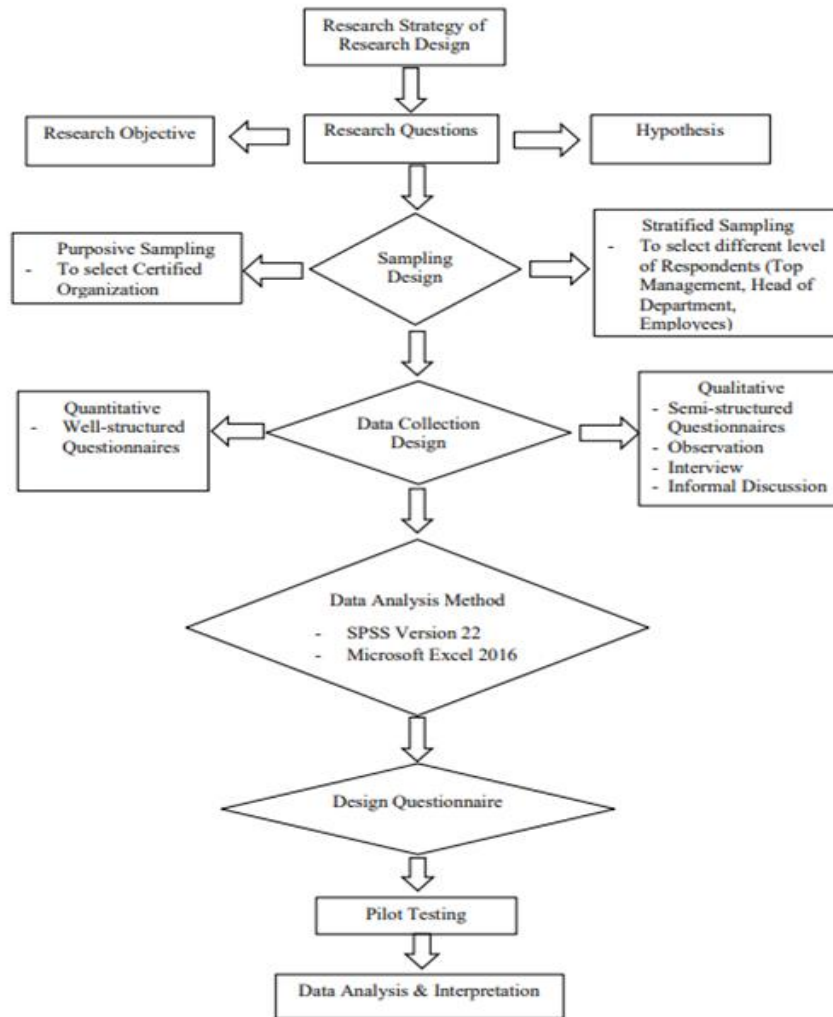 Research Strategy of
Research Design
Research Objective
Research Questions
Hypothesis
Purposive Sampling
- To select Certified
Organization
Sampling
Design
Stratified Sampling
- To select different level
of Respondents (Top
Management, Head of
Department,
Employees)
Quantitative
- Well-structured
Questionnaires
Data Collection
Design
Qualitative
- Semi-structured
Questionnaires
- Observation
- Interview
- Informal Discussion
Data Analysis Method
- SPSS Version 22
- Microsoft Excel 2016
Design Questionnaire
Pilot Testing
Data Analysis & Interpretation